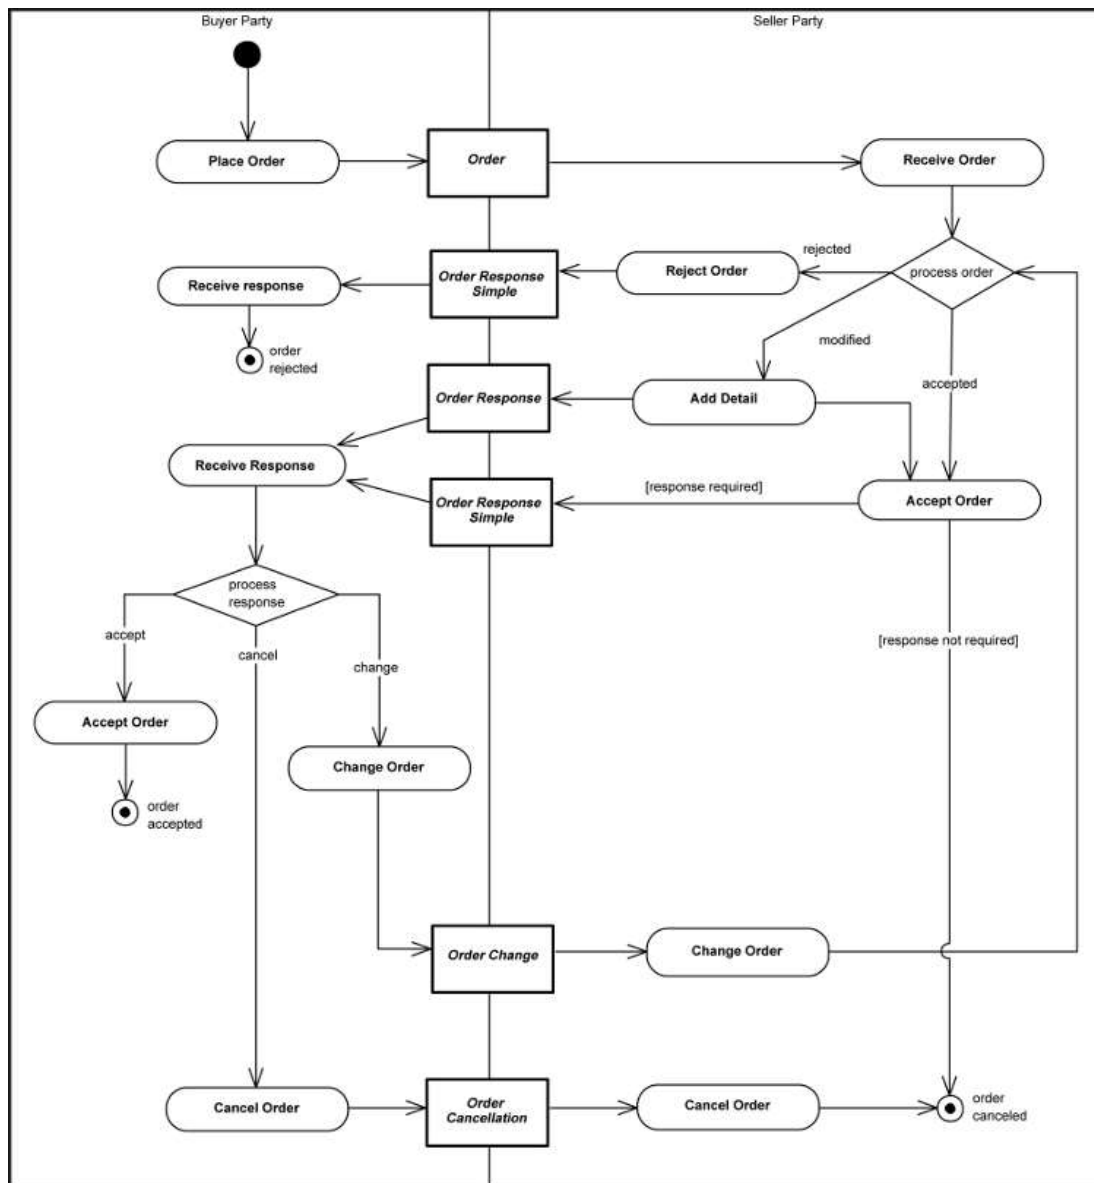 Buyer Party
Seller Party
Place Order
Order
Receive Order
rejected
Order Response
Simple
Reject Order
process order
Receive response
order
rejected
modified
accepted
Order Response
Add Detail
Receive Response
[response required]
Order Response
Simple
Accept Order
process
response
accept
cancel
change
[response not required]
Accept Order
Change Order
order
accepted
Order Change
Change Order
Cancel Order
Order
Cancellation
Cancel Order
order
canceled